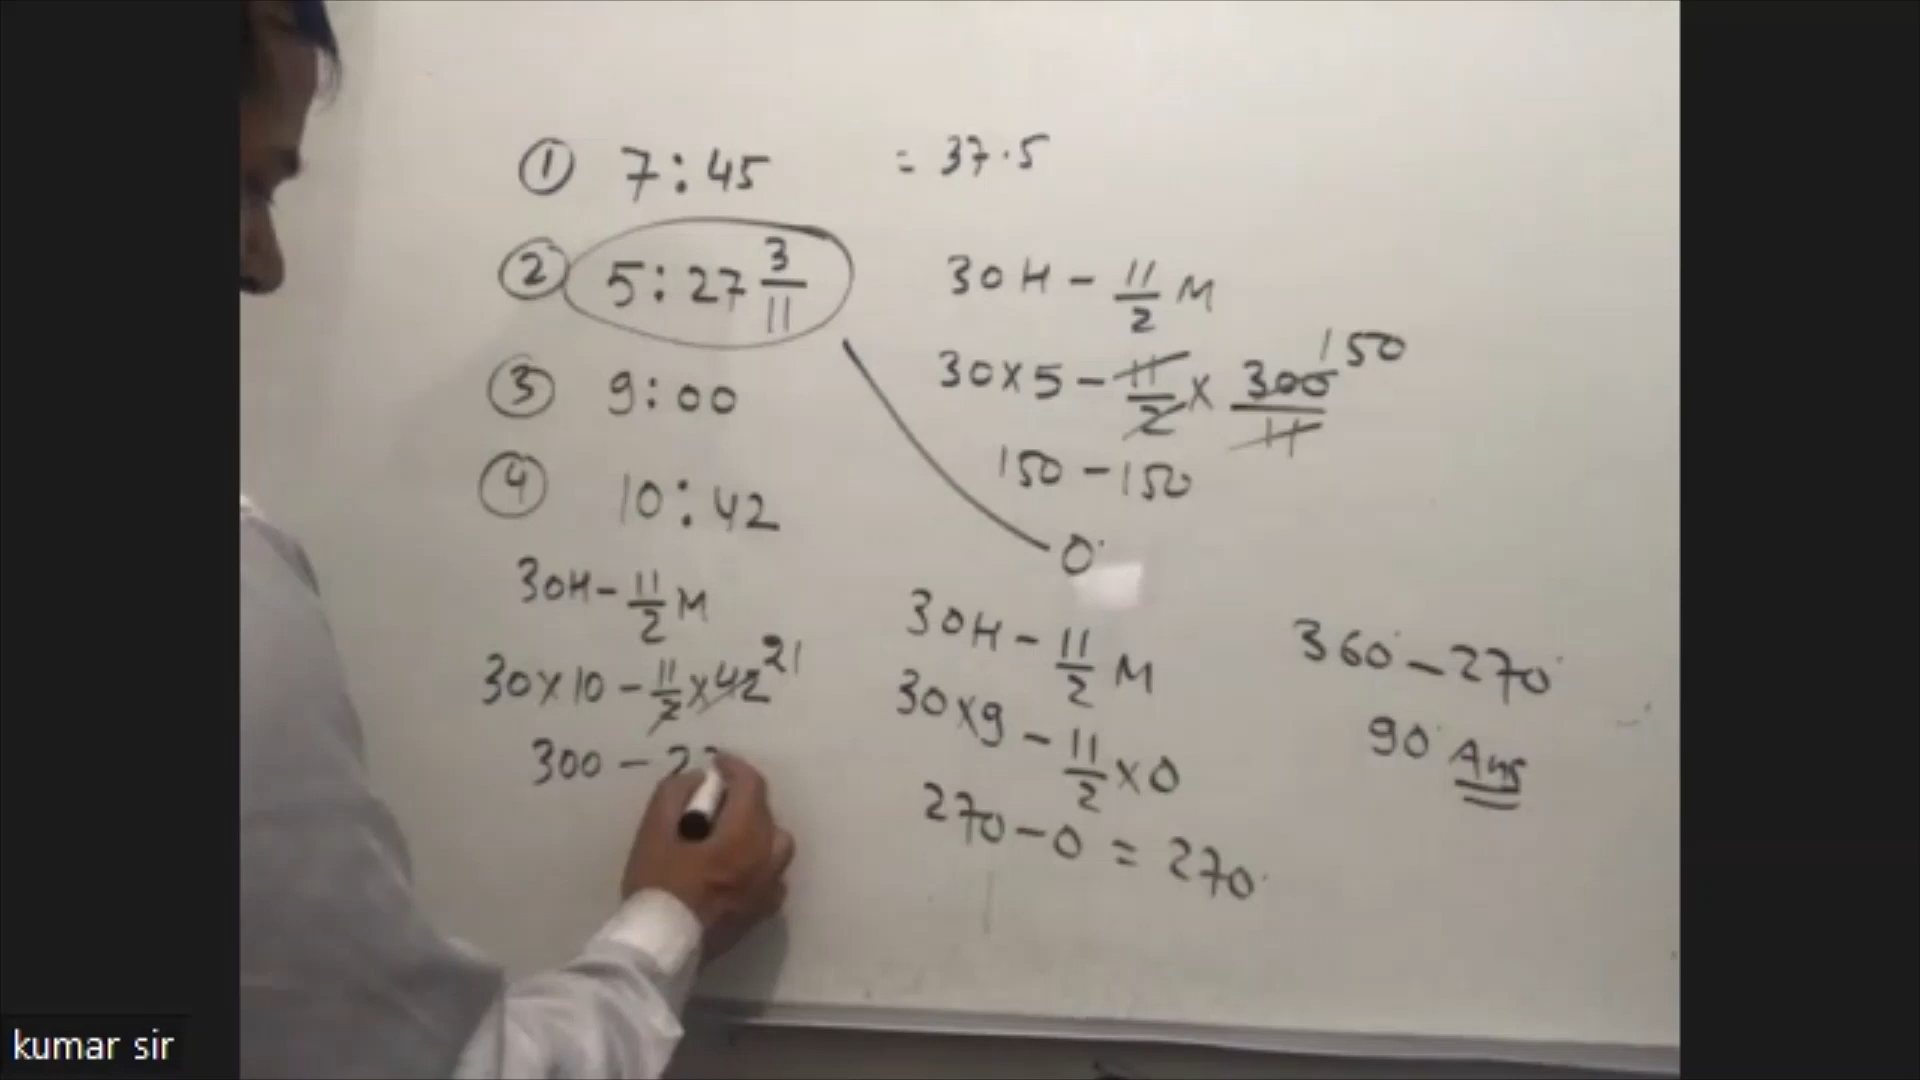 ① 7:45 = 37.5
② 5:27 3/11
③ 9:00
④ 10:42
30H - 11/2 M
30×10 - 11/2 × 42 21
300 - 23
30H - 11/2 M
30×5 - 11/2 × 300/11 150
150 - 150
0°
30H - 11/2 M
30×9 - 11/2 × 0
270 - 0 = 270°
360° - 270°
90° Ans
kumar sir